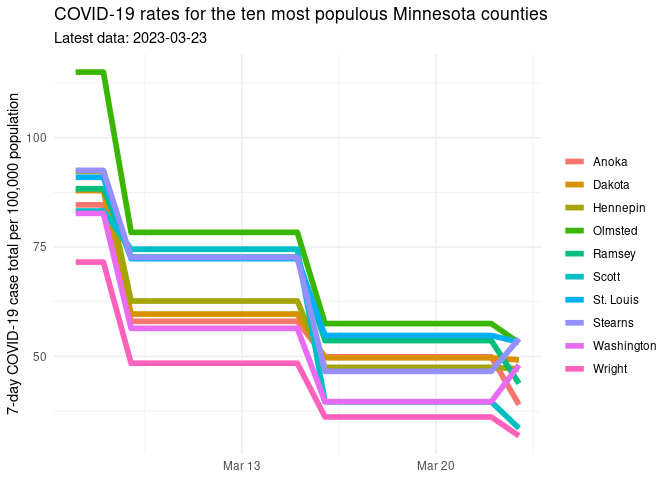 COVID-19 rates for the ten most populous Minnesota counties
Latest data: 2023-03-23
7-day COVID-19 case total per 100,000 population
100
75
50
Mar 13
Mar 20
Anoka
Dakota
Hennepin
Olmsted
Ramsey
Scott
St. Louis
Stearns
Washington
Wright